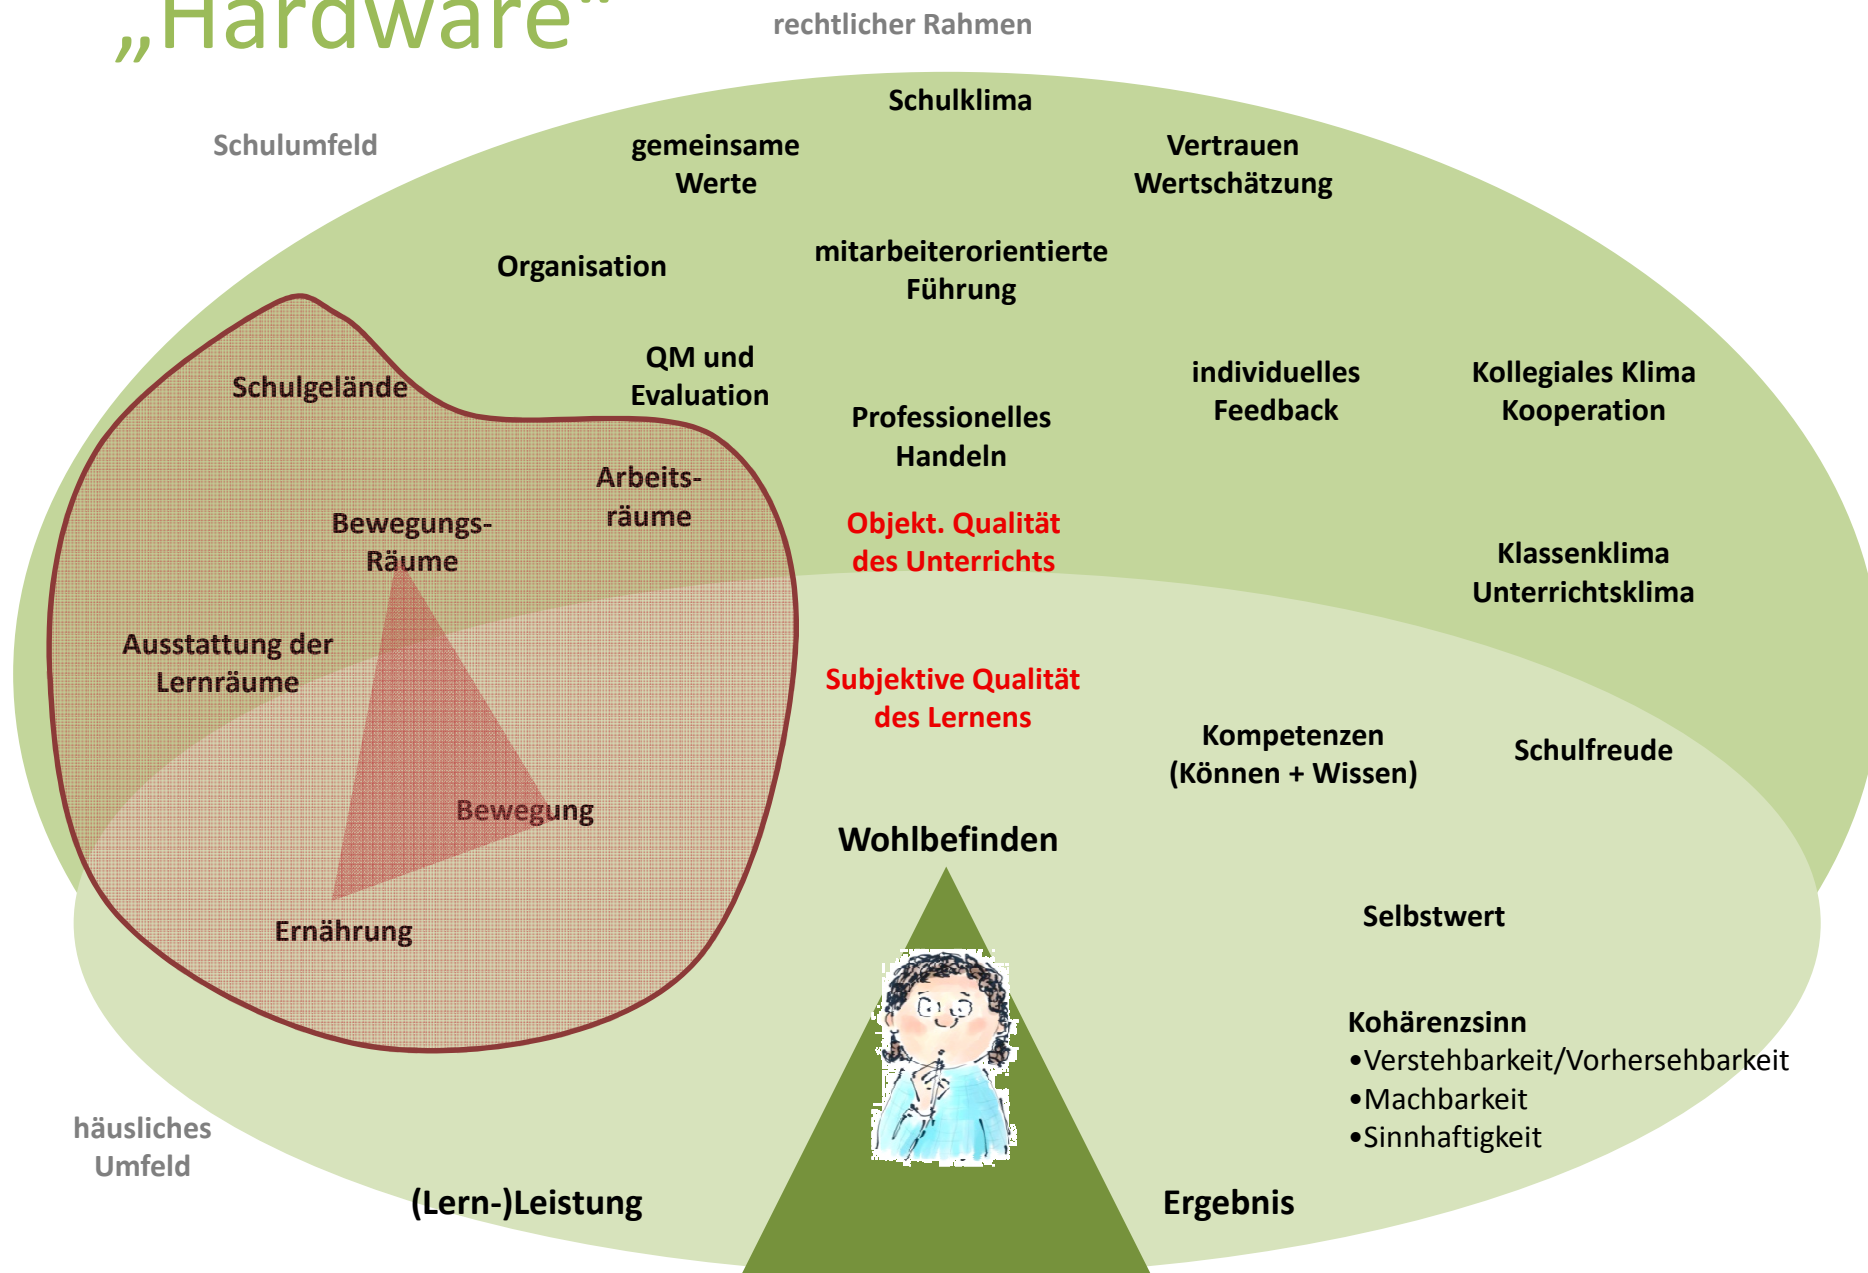 „Hardware“
rechtlicher Rahmen
Schulklima
Schulumfeld
gemeinsame
Werte
Vertrauen
Wertschätzung
Organisation
mitarbeiterorientierte
Führung
QM und
Evaluation
individuelles
Feedback
Kollegiales Klima
Kooperation
Schulgelände
Professionelles
Handeln
Arbeits-
räume
Bewegungs-
Räume
Objekt. Qualität
des Unterrichts
Klassenklima
Unterrichtsklima
Ausstattung der
Lernräume
Subjektive Qualität
des Lernens
Kompetenzen
(Können + Wissen)
Schulfreude
Bewegung
Wohlbefinden
Ernährung
Selbstwert
Kohärenzsinn
•Verstehbarkeit/Vorhersehbarkeit
•Machbarkeit
•Sinnhaftigkeit
häusliches
Umfeld
(Lern-)Leistung
Ergebnis